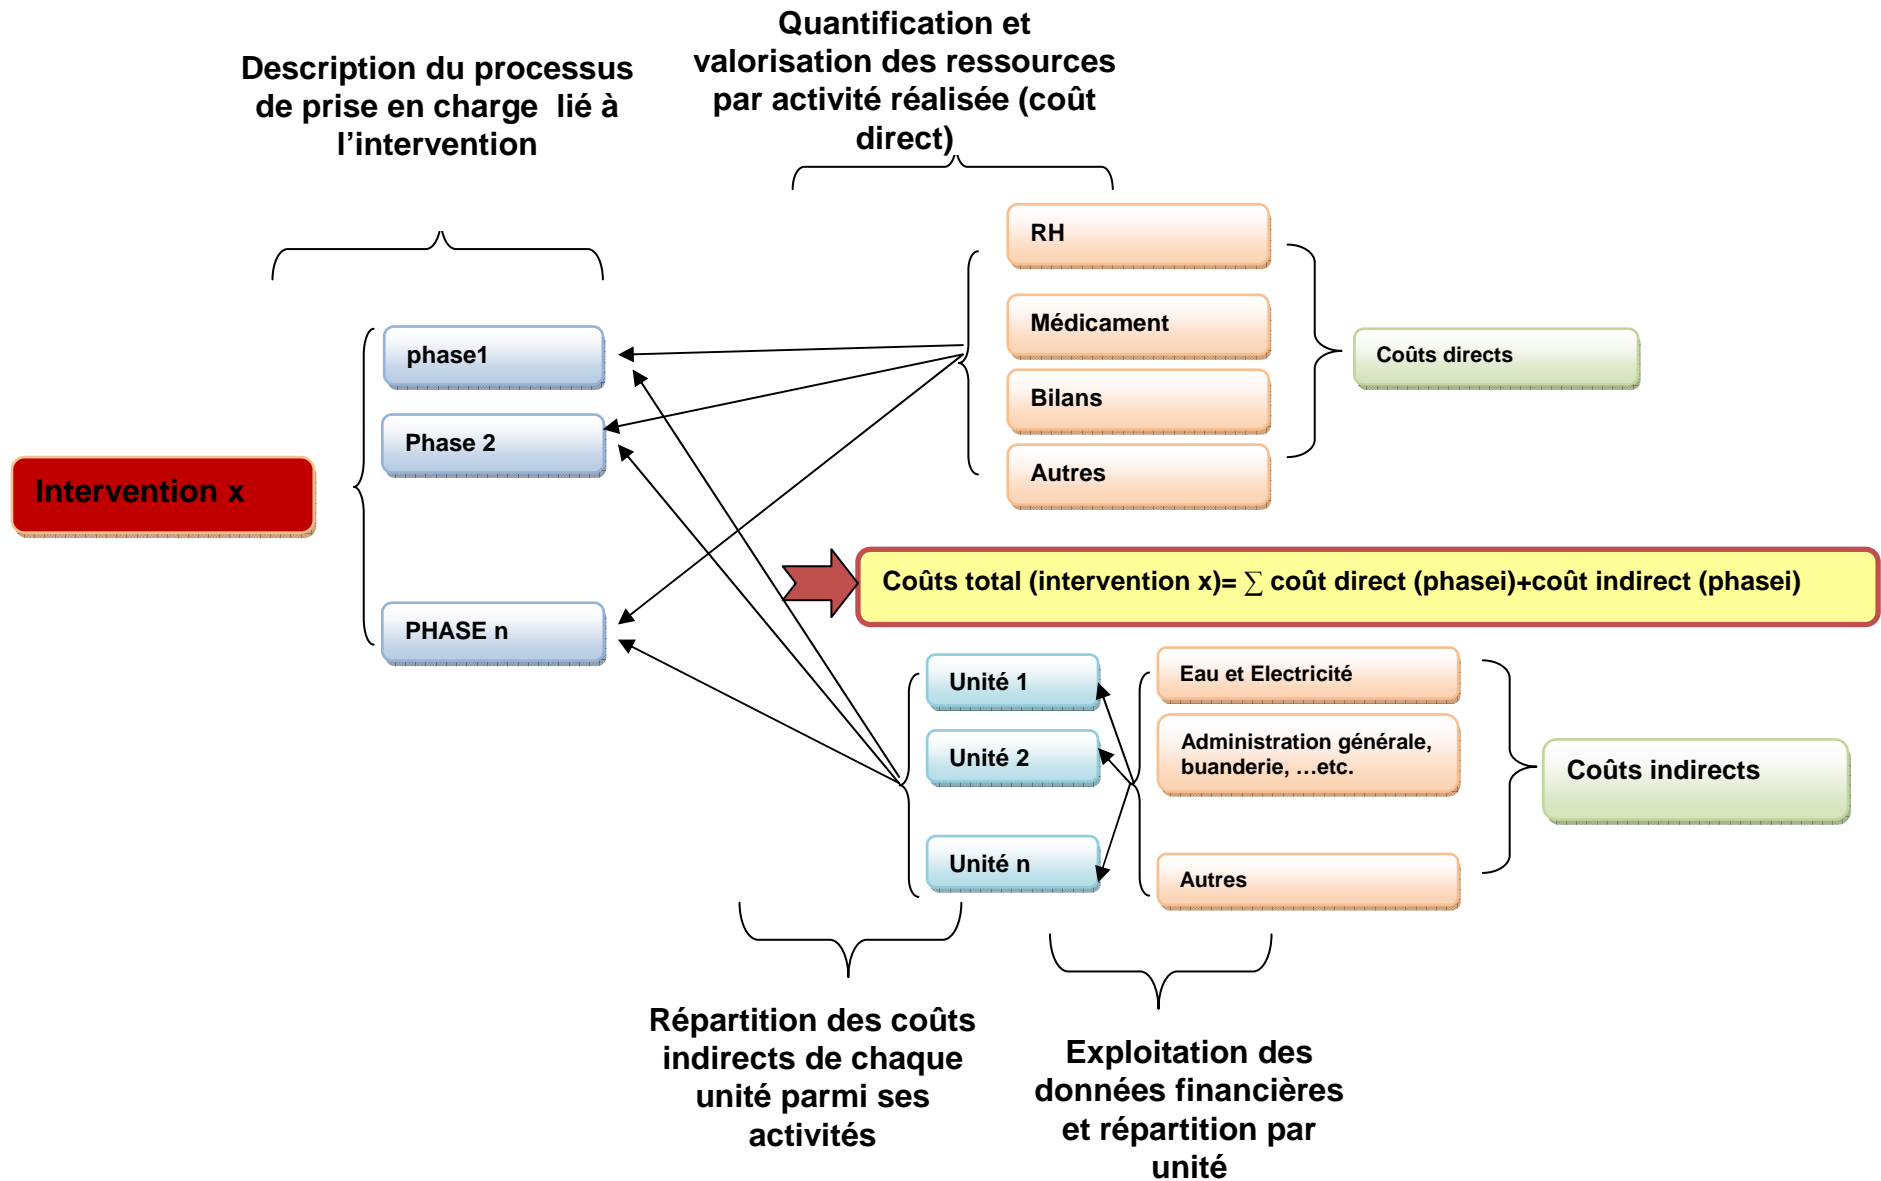 Quantification et
valorisation des ressources
par activité réalisée (coût
direct)
Description du processus
de prise en charge  lié à
l’intervention
RH
Médicament
Bilans
Autres
Coûts directs
phase1
Phase 2
PHASE n
Intervention x
Coûts total (intervention x)= ∑ coût direct (phasei)+coût indirect (phasei)
Unité 1
Unité 2
Unité n
Eau et Electricité
Administration générale,
buanderie, …etc.
Autres
Coûts indirects
Répartition des coûts
indirects de chaque
unité parmi ses
activités
Exploitation des
données financières
et répartition par
unité